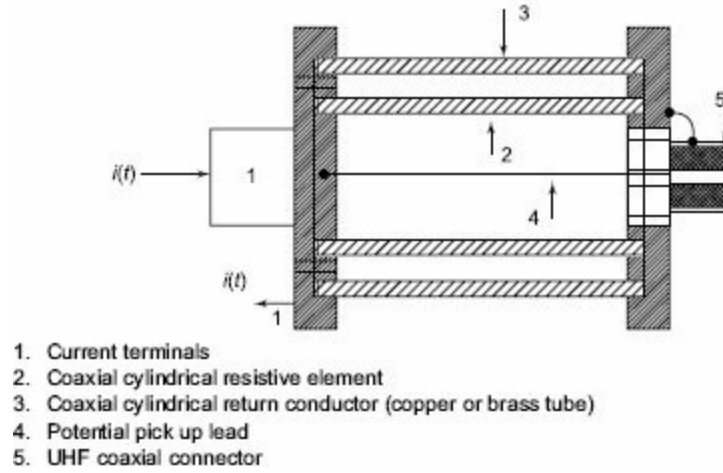 3
5
i(t)
1
2
4
i(t)
1
1. Current terminals
2. Coaxial cylindrical resistive element
3. Coaxial cylindrical return conductor (copper or brass tube)
4. Potential pick up lead
5. UHF coaxial connector